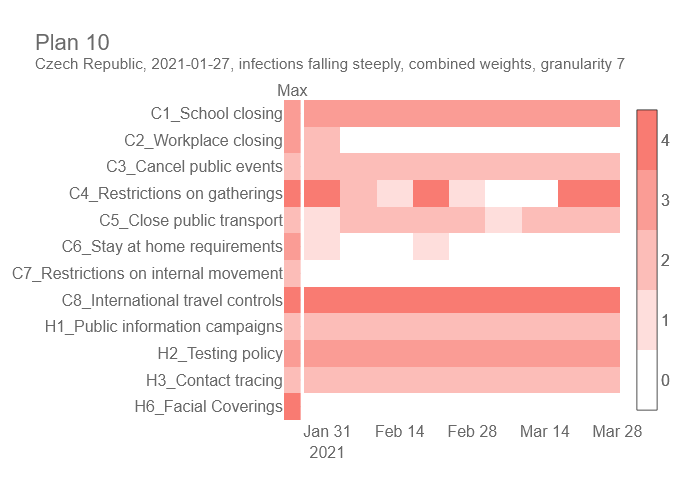 Plan 10
Czech Republic, 2021-01-27, infections falling steeply, combined weights, granularity 7
Max
C1_School closing
C2_Workplace closing
C3_Cancel public events
C4_Restrictions on gatherings
C5_Close public transport
C6_Stay at home requirements
C7_Restrictions on internal movement
C8_International travel controls
H1_Public information campaigns
H2_Testing policy
H3_Contact tracing
H6_Facial Coverings
Jan 31 Feb 14 Feb 28 Mar 14 Mar 28
2021
4
3
2
1
0